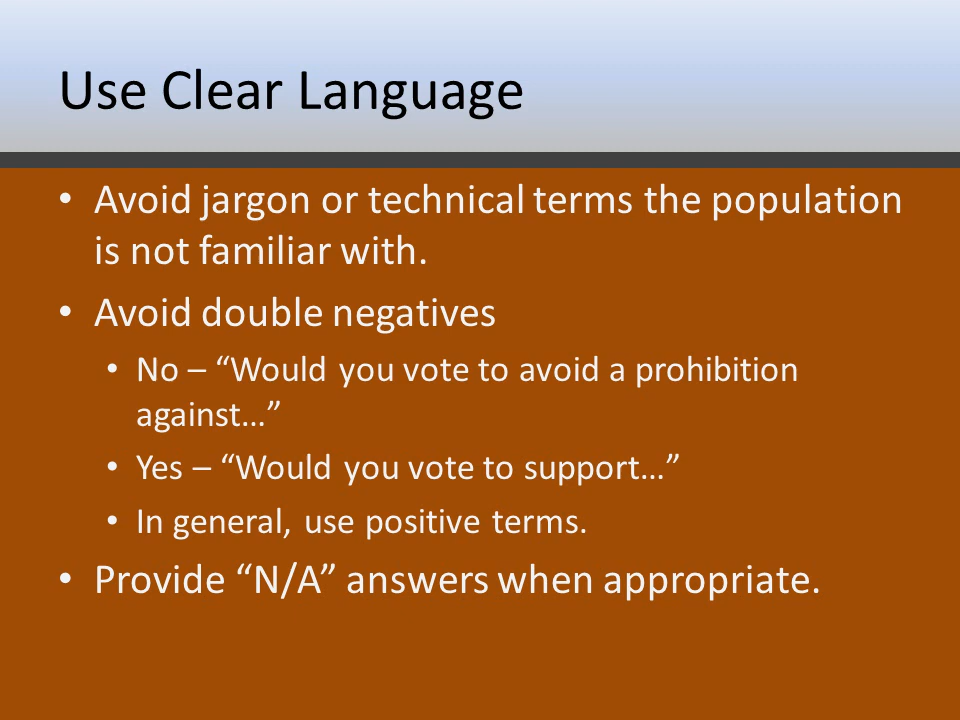 Use Clear Language
• Avoid jargon or technical terms the population
is not familiar with.
• Avoid double negatives
• No – “Would you vote to avoid a prohibition
against…”
• Yes – “Would you vote to support…”
• In general, use positive terms.
• Provide “N/A” answers when appropriate.